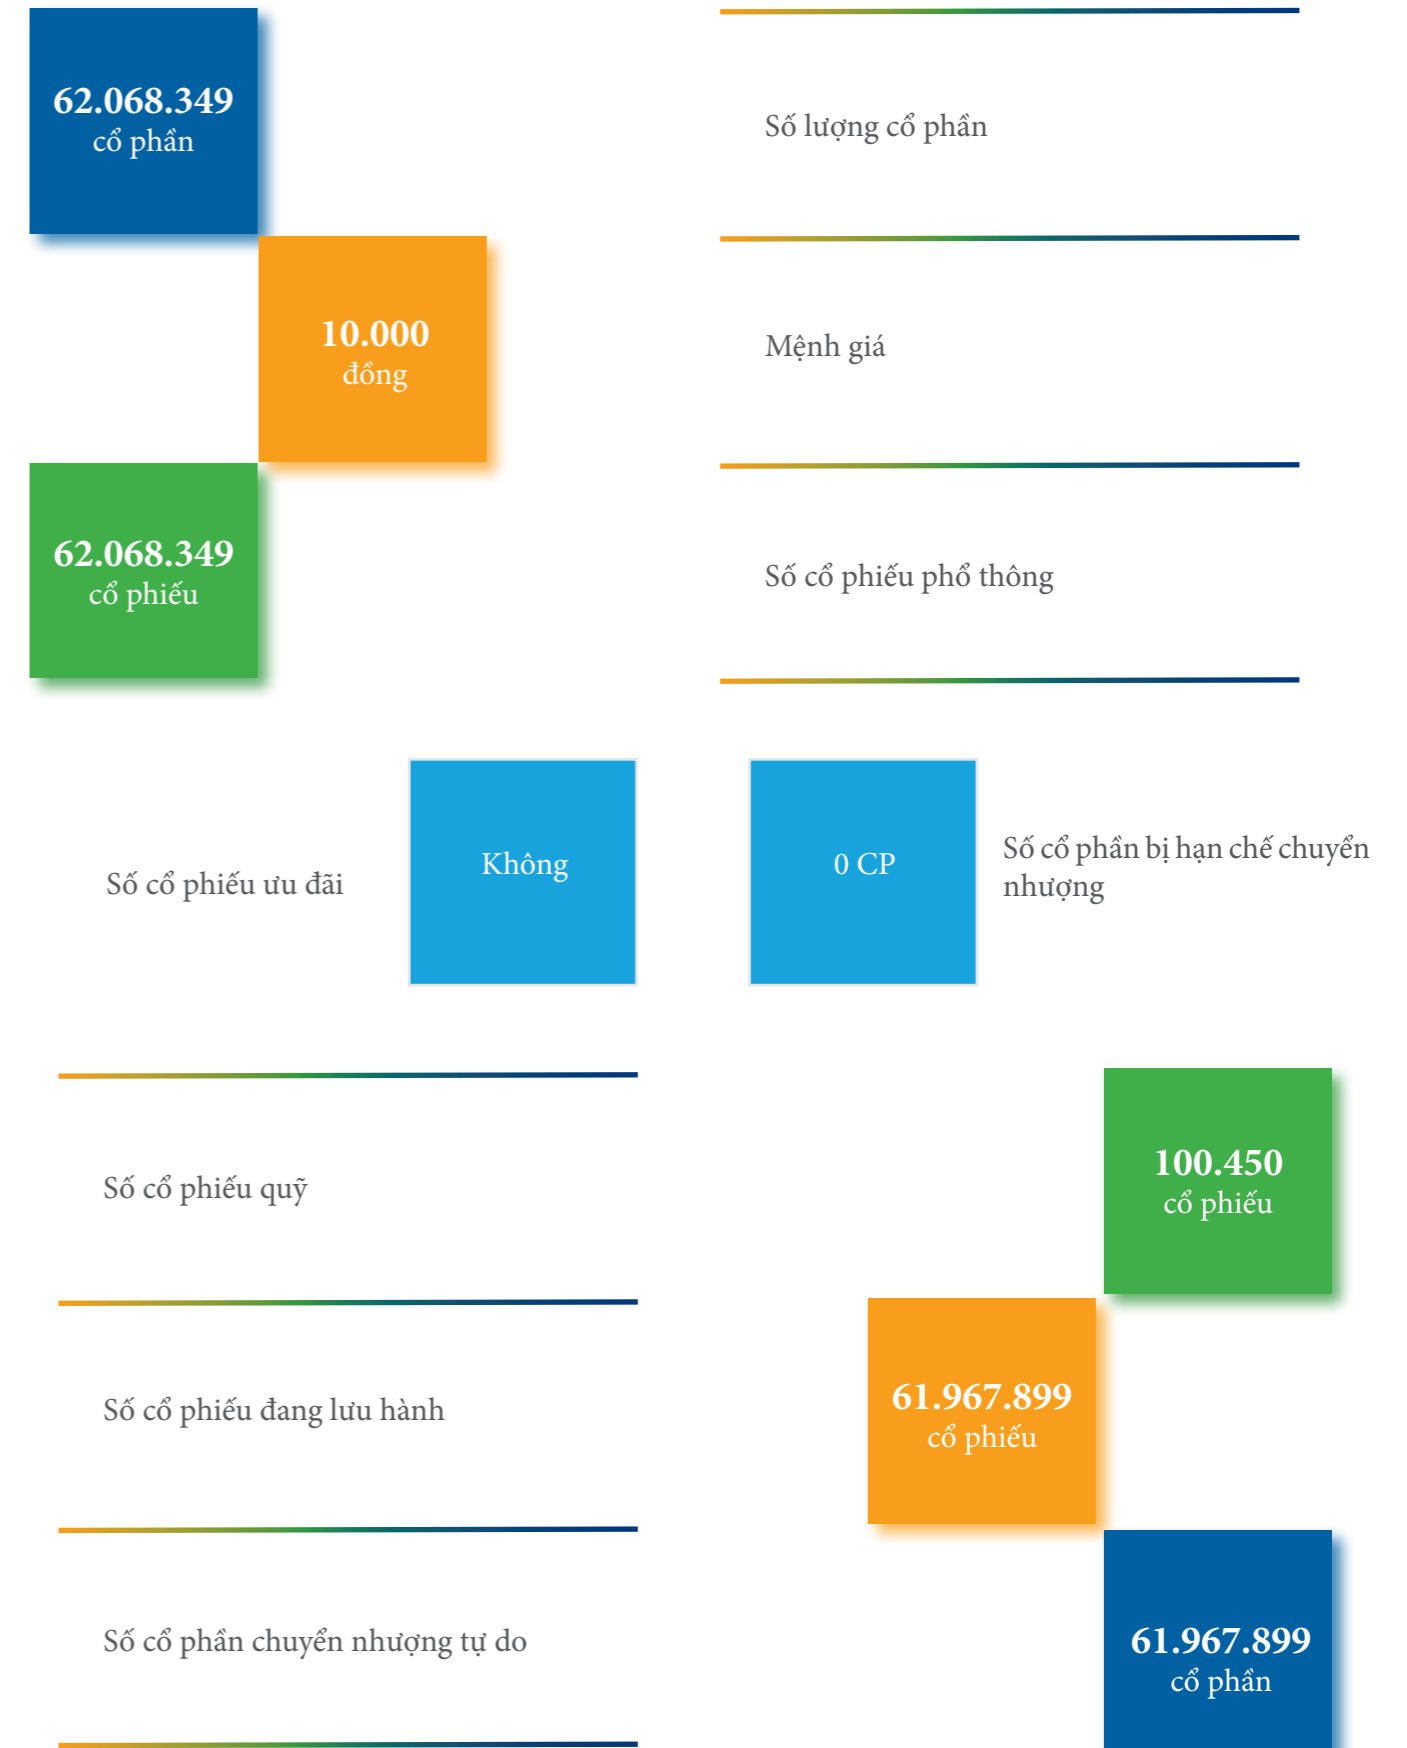 62.068.349
cổ phần
Số lượng cổ phần
10.000
đồng
Mệnh giá
62.068.349
cổ phiếu
Số cổ phiếu phổ thông
Số cổ phiếu ưu đãi
Không
0 CP
Số cổ phần bị hạn chế chuyển
nhượng
Số cổ phiếu quỹ
100.450
cổ phiếu
Số cổ phiếu đang lưu hành
61.967.899
cổ phiếu
Số cổ phần chuyển nhượng tự do
61.967.899
cổ phần